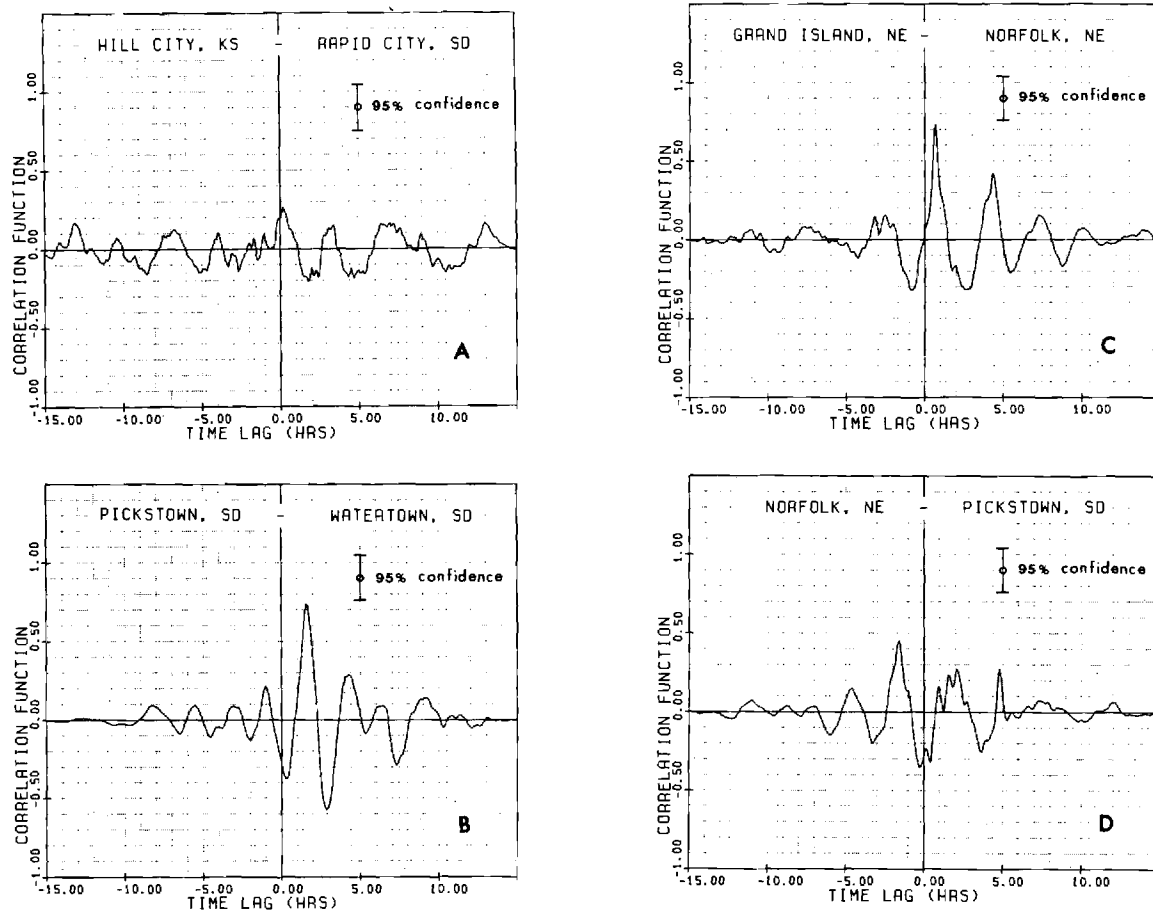 HILL CITY, KS - RAPID CITY, SD
95% confidence
CORRELATION FUNCTION
1.00
0.50
0.00
-0.50
-1.00
A
-15.00 -10.00 -5.00 0.00 5.00 10.00
TIME LAG (HRS)
PICKSTOWN, SD - WATERTOWN, SD
95% confidence
CORRELATION FUNCTION
1.00
0.50
0.00
-0.50
-1.00
B
-15.00 -10.00 -5.00 0.00 5.00 10.00
TIME LAG (HRS)
GRAND ISLAND, NE - NORFOLK, NE
95% confidence
CORRELATION FUNCTION
1.00
0.50
0.00
-0.50
-1.00
C
-15.00 -10.00 -5.00 0.00 5.00 10.00
TIME LAG (HRS)
NORFOLK, NE - PICKSTOWN, SD
95% confidence
CORRELATION FUNCTION
1.00
0.50
0.00
-0.50
-1.00
D
-15.00 -10.00 -5.00 0.00 5.00 10.00
TIME LAG (HRS)